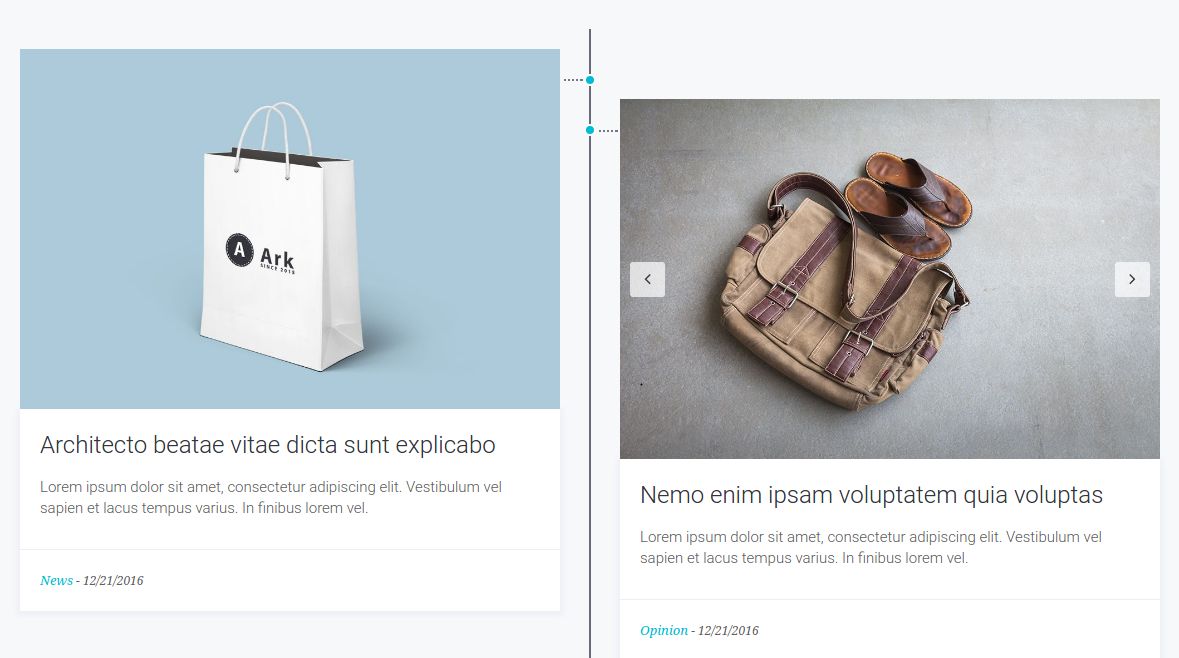 A Ark
SINCE 2015
Architecto beatae vitae dicta sunt explicabo
Lorem ipsum dolor sit amet, consectetur adipiscing elit. Vestibulum vel
sapien et lacus tempus varius. In finibus lorem vel.
News - 12/21/2016
Nemo enim ipsam voluptatem quia voluptas
Lorem ipsum dolor sit amet, consectetur adipiscing elit. Vestibulum vel
sapien et lacus tempus varius. In finibus lorem vel.
Opinion - 12/21/2016